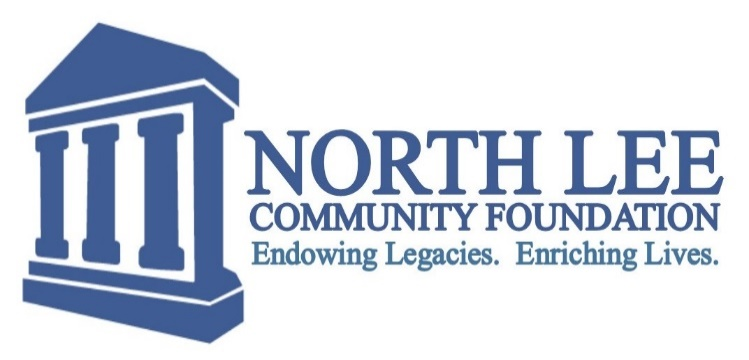 NORTH LEE
COMMUNITY FOUNDATION
Endowing Legacies. Enriching Lives.